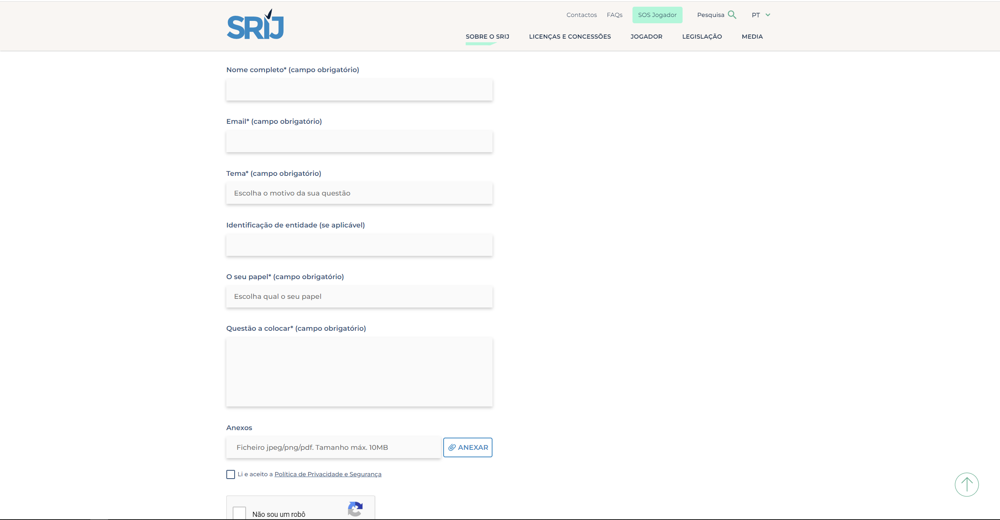 SRIJ
Contactos FAQs SOS Jogador Pesquisa PT
SOBRE O SRIJ LICENÇAS E CONCESSÕES JOGADOR LEGISLAÇÃO MEDIA
Nome completo* (campo obrigatório)
Email* (campo obrigatório)
Tema* (campo obrigatório)
Escolha o motivo da sua questão
Identificação de entidade (se aplicável)
O seu papel* (campo obrigatório)
Escolha qual o seu papel
Questão a colocar* (campo obrigatório)
Anexos
Ficheiro jpeg/png/pdf. Tamanho máx. 10MB ANEXAR
Li e aceito a Política de Privacidade e Segurança
Não sou um robô